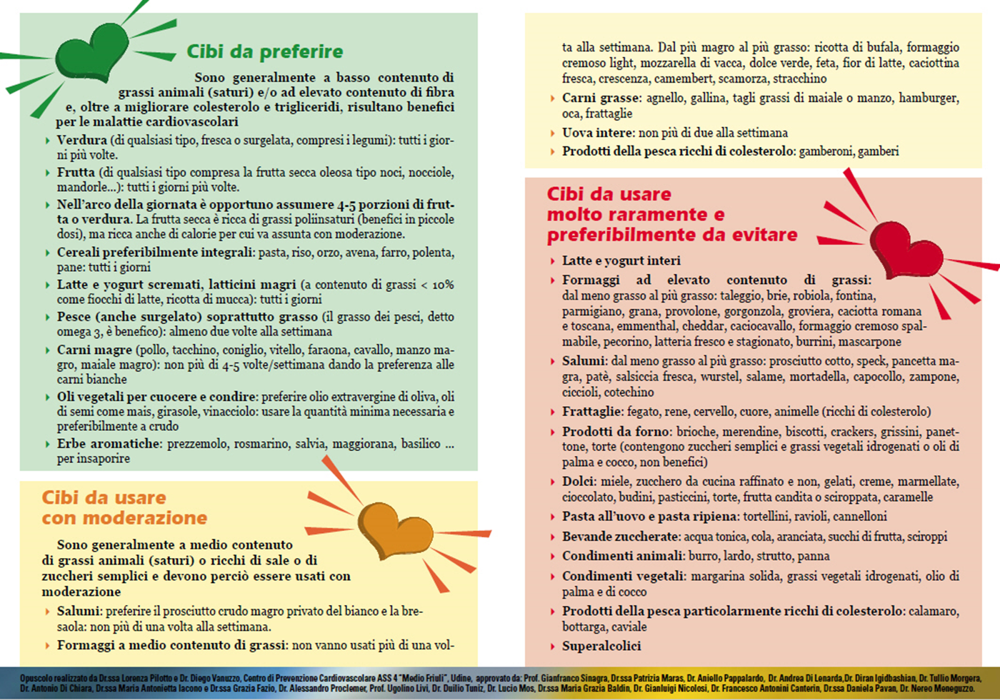 Cibi da preferire
Sono generalmente a basso contenuto di
grassi animali (saturi) e/o ad elevato contenuto di fibra
e, oltre a migliorare colesterolo e trigliceridi, risultano benefici
per le malattie cardiovascolari
Verdura (di qualsiasi tipo, fresca o surgelata, compresi i legumi): tutti i gior-
ni più volte.
Frutta (di qualsiasi tipo compresa la frutta secca oleosa tipo noci, nocciole,
mandorle...): tutti i giorni più volte.
Nell'arco della giornata è opportuno assumere 4-5 porzioni di frut-
ta o verdura. La frutta secca è ricca di grassi poliinsaturi (benefici in piccole
dosi), ma ricca anche di calorie per cui va assunta con moderazione.
Cereali preferibilmente integrali: pasta, riso, orzo, avena, farro, polenta,
pane: tutti i giorni
Latte e yogurt scremati, latticini magri (a contenuto di grassi < 10%
come fiocchi di latte, ricotta di mucca): tutti i giorni
Pesce (anche surgelato) soprattutto grasso (il grasso dei pesci, detto
omega 3, è benefico): almeno due volte alla settimana
Carni magre (pollo, tacchino, coniglio, vitello, faraona, cavallo, manzo ma-
gro, maiale magro): non più di 4-5 volte/settimana dando la preferenza alle
carni bianche
Oli vegetali per cuocere e condire: preferire olio extravergine di oliva, oli
di semi come mais, girasole, vinacciolo: usare la quantità minima necessaria e
preferibilmente a crudo
Erbe aromatiche: prezzemolo, rosmarino, salvia, maggiorana, basilico ...
per insaporire
Cibi da usare
con moderazione
Sono generalmente a medio contenuto
di grassi animali (saturi) o ricchi di sale o di
zuccheri semplici e devono perciò essere usati con
moderazione
Salumi: preferire il prosciutto crudo magro privato del bianco e la bre-
saola: non più di una volta alla settimana.
Formaggi a medio contenuto di grassi: non vanno usati più di una vol-
ta alla settimana. Dal più magro al più grasso: ricotta di bufala, formaggio
cremoso light, mozzarella di vacca, dolce verde, feta, fior di latte, caciottina
fresca, crescenza, camembert, scamorza, stracchino
Carni grasse: agnello, gallina, tagli grassi di maiale o manzo, hamburger,
oca, frattaglie
Uova intere: non più di due alla settimana
Prodotti della pesca ricchi di colesterolo: gamberoni, gamberi
Cibi da usare
molto raramente e
preferibilmente da evitare
Latte e yogurt interi
Formaggi ad elevato contenuto di grassi:
dal meno grasso al più grasso: taleggio, brie, robiola, fontina,
parmigiano, grana, provolone, gorgonzola, groviera, caciotta romana
e toscana, emmenthal, cheddar, caciocavallo, formaggio cremoso spal-
mabile, pecorino, latteria fresco e stagionato, burrini, mascarpone
Salumi: dal meno grasso al più grasso: prosciutto cotto, speck, pancetta ma-
gra, patè, salsiccia fresca, wurstel, salame, mortadella, capocollo, zampone,
ciccioli, cotechino
Frattaglie: fegato, rene, cervello, cuore, animelle (ricchi di colesterolo)
Prodotti da forno: brioche, merendine, biscotti, crackers, grissini, panet-
tone, torte (contengono zuccheri semplici e grassi vegetali idrogenati o oli di
palma e cocco, non benefici)
Dolci: miele, zucchero da cucina raffinato e non, gelati, creme, marmellate,
cioccolato, budini, pasticcini, torte, frutta candita o sciroppata, caramelle
Pasta all'uovo e pasta ripiena: tortellini, ravioli, cannelloni
Bevande zuccherate: acqua tonica, cola, aranciata, succhi di frutta, sciroppi
Condimenti animali: burro, lardo, strutto, panna
Condimenti vegetali: margarina solida, grassi vegetali idrogenati, olio di
palma e di cocco
Prodotti della pesca particolarmente ricchi di colesterolo: calamaro,
bottarga, caviale
Superalcolici
Opuscolo realizzato da Dr.ssa Lorenza Pilotto e Dr. Diego Vanuzzo, Centro di Prevenzione Cardiovascolare ASS 4 "Medio Friuli", Udine, approvato da: Prof. Gianfranco Sinagra, Dr.ssa Patrizia Maras, Dr. Aniello Pappalardo, Dr. Andrea Di Lenarda,Dr. Diran Igidbashian, Dr. Tullio Morgera,
Dr. Antonio Di Chiara, Dr.ssa Maria Antonietta Iacono e Dr.ssa Grazia Fazio, Dr. Alessandro Proclemer, Prof. Ugolino Livi, Dr. Duilio Tuniz, Dr. Lucio Mos, Dr.ssa Maria Grazia Baldin, Dr. Gianluigi Nicolosi, Dr. Francesco Antonini Canterin, Dr.ssa Daniela Pavan, Dr. Nereo Meneguzzo.